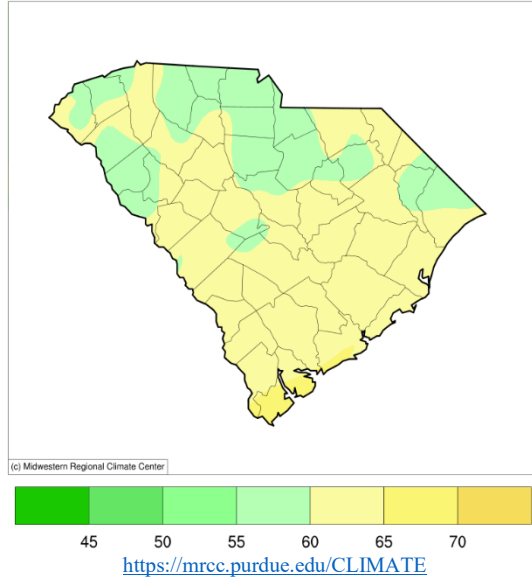 (c) Midwestern Regional Climate Center
45 50 55 60 65 70
https://mrcc.purdue.edu/CLIMATE